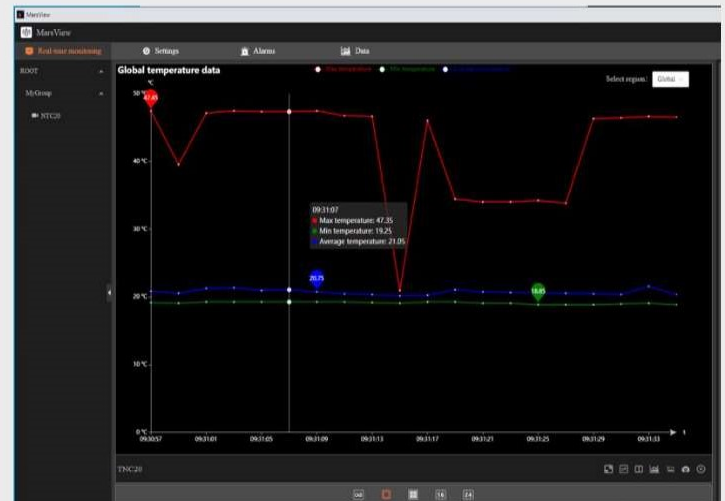 MarsView
MarsView
Real-time monitoring Settings Alarms Data
ROOT
MyGroup
NTC20
Global temperature data
Max temperature Min temperature
Select region: Global
°C
50 °C
40 °C
30 °C
20 °C
10 °C
0 °C
47.45
09:31:07
Max temperature: 47.35
Min temperature: 19.25
Average temperature: 21.05
20.75
18.85
09:30:57 09:31:01 09:31:05 09:31:09 09:31:13 09:31:17 09:31:21 09:31:25 09:31:29 09:31:33 t
TNC20
16 24